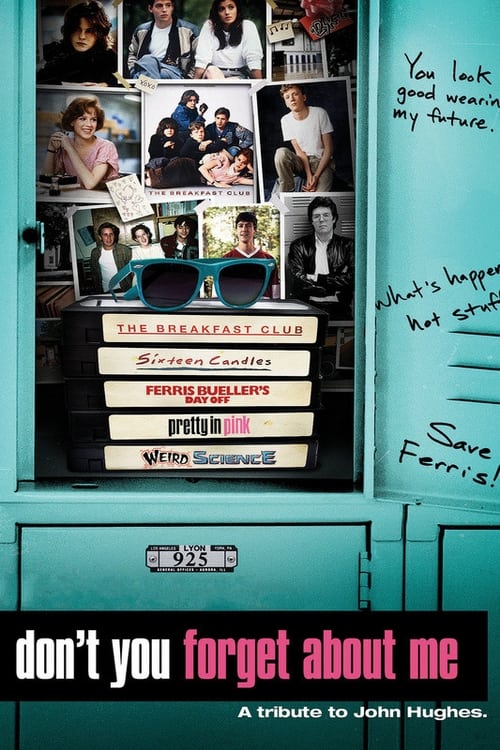 XOXO
You look
good wearin
my future.
THE BREAKFAST CLUB
What's happen
hot stuff
THE BREAKFAST CLUB
Sixteen Candles
FERRIS BUELLER'S
DAY OFF
pretty in pink
WEIRD SCIENCE
Save
Ferris!
LYON
925
don't you forget about me
A tribute to John Hughes.